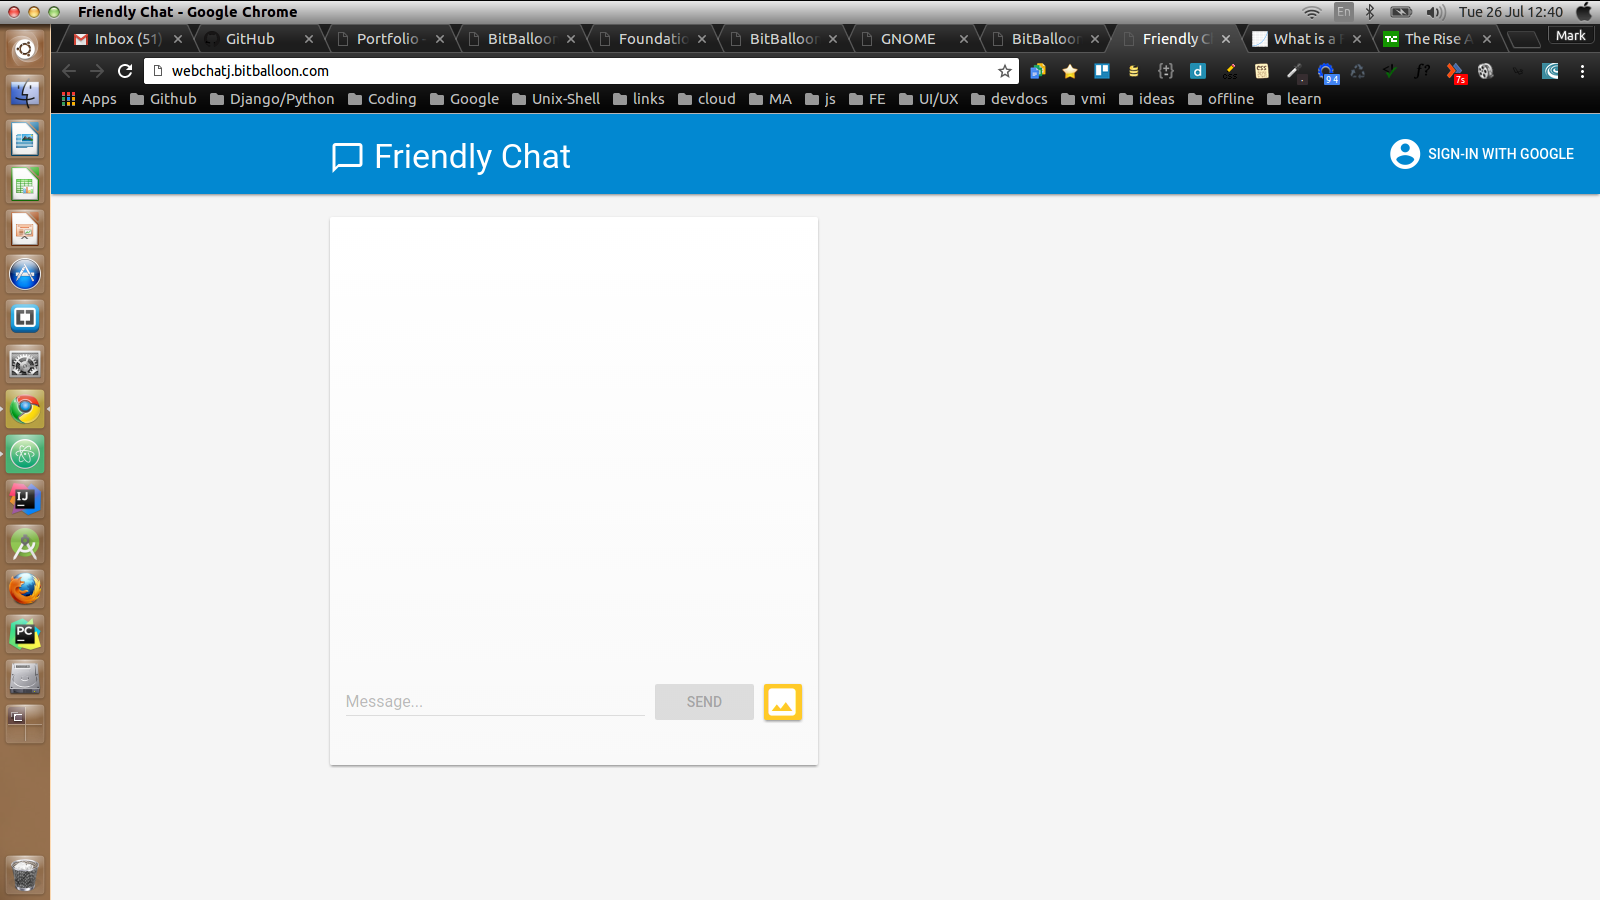 Friendly Chat - Google Chrome
En
Tue 26 Jul 12:40
Inbox (51)
GitHub
Portfolio -
BitBalloon
Foundatio
BitBalloon
GNOME
BitBalloon
Friendly C
What is a
The Rise A
Mark
webchatj.bitballoon.com
Apps
Github
Django/Python
Coding
Google
Unix-Shell
links
cloud
MA
js
FE
UI/UX
devdocs
vmi
ideas
offline
learn
Friendly Chat
SIGN-IN WITH GOOGLE
Message...
SEND